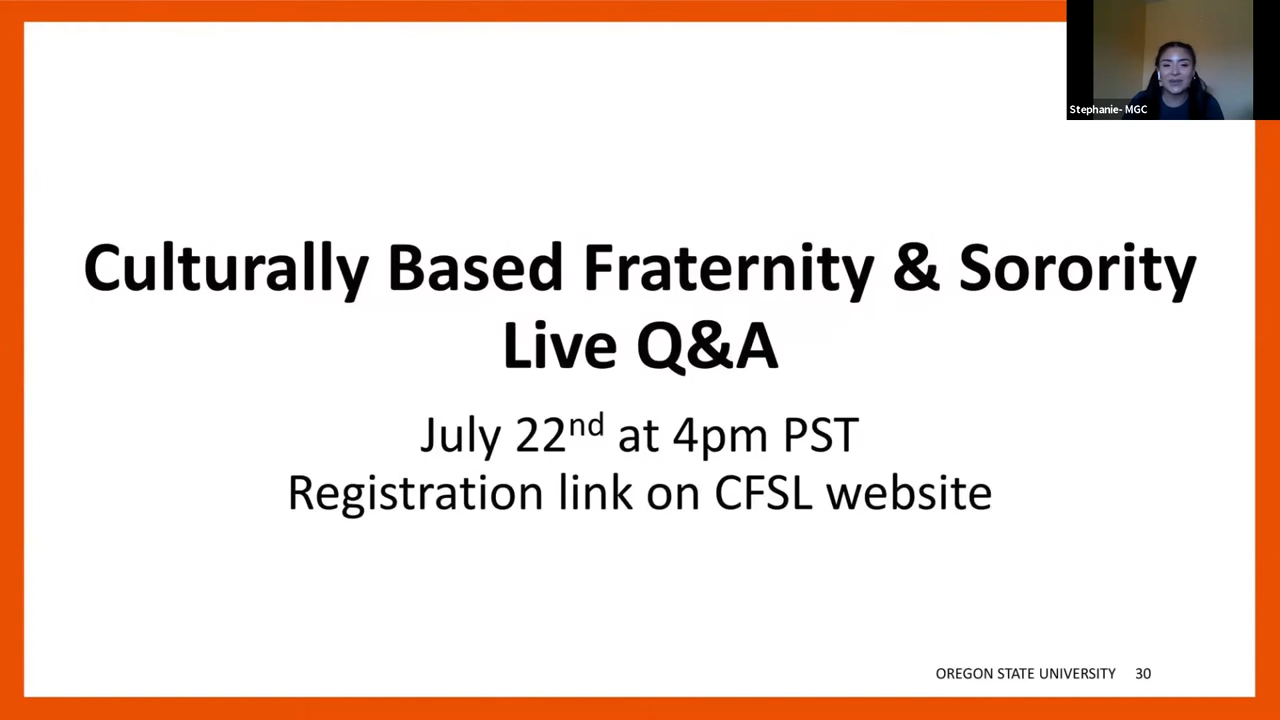 Stephanie- MGC
Culturally Based Fraternity & Sorority
Live Q&A
July 22nd at 4pm PST
Registration link on CFSL website
OREGON STATE UNIVERSITY 30